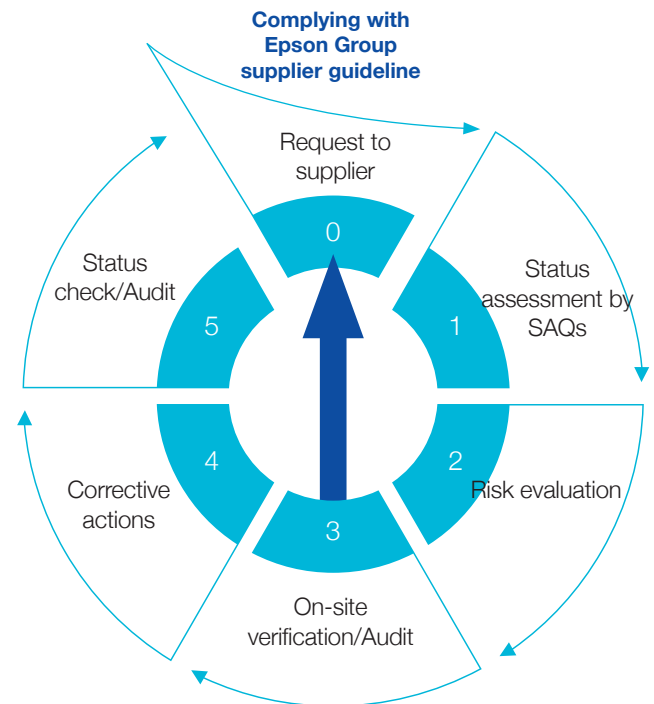 Complying with
Epson Group
supplier guideline
Request to
supplier
0
Status
assessment by
SAQs
1
Risk evaluation
2
On-site
verification/Audit
3
Corrective
actions
4
Status
check/Audit
5